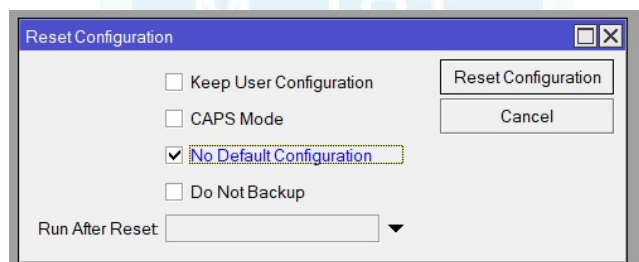 Reset Configuration
Keep User Configuration
Reset Configuration
CAPS Mode
Cancel
No Default Configuration
Do Not Backup
Run After Reset: